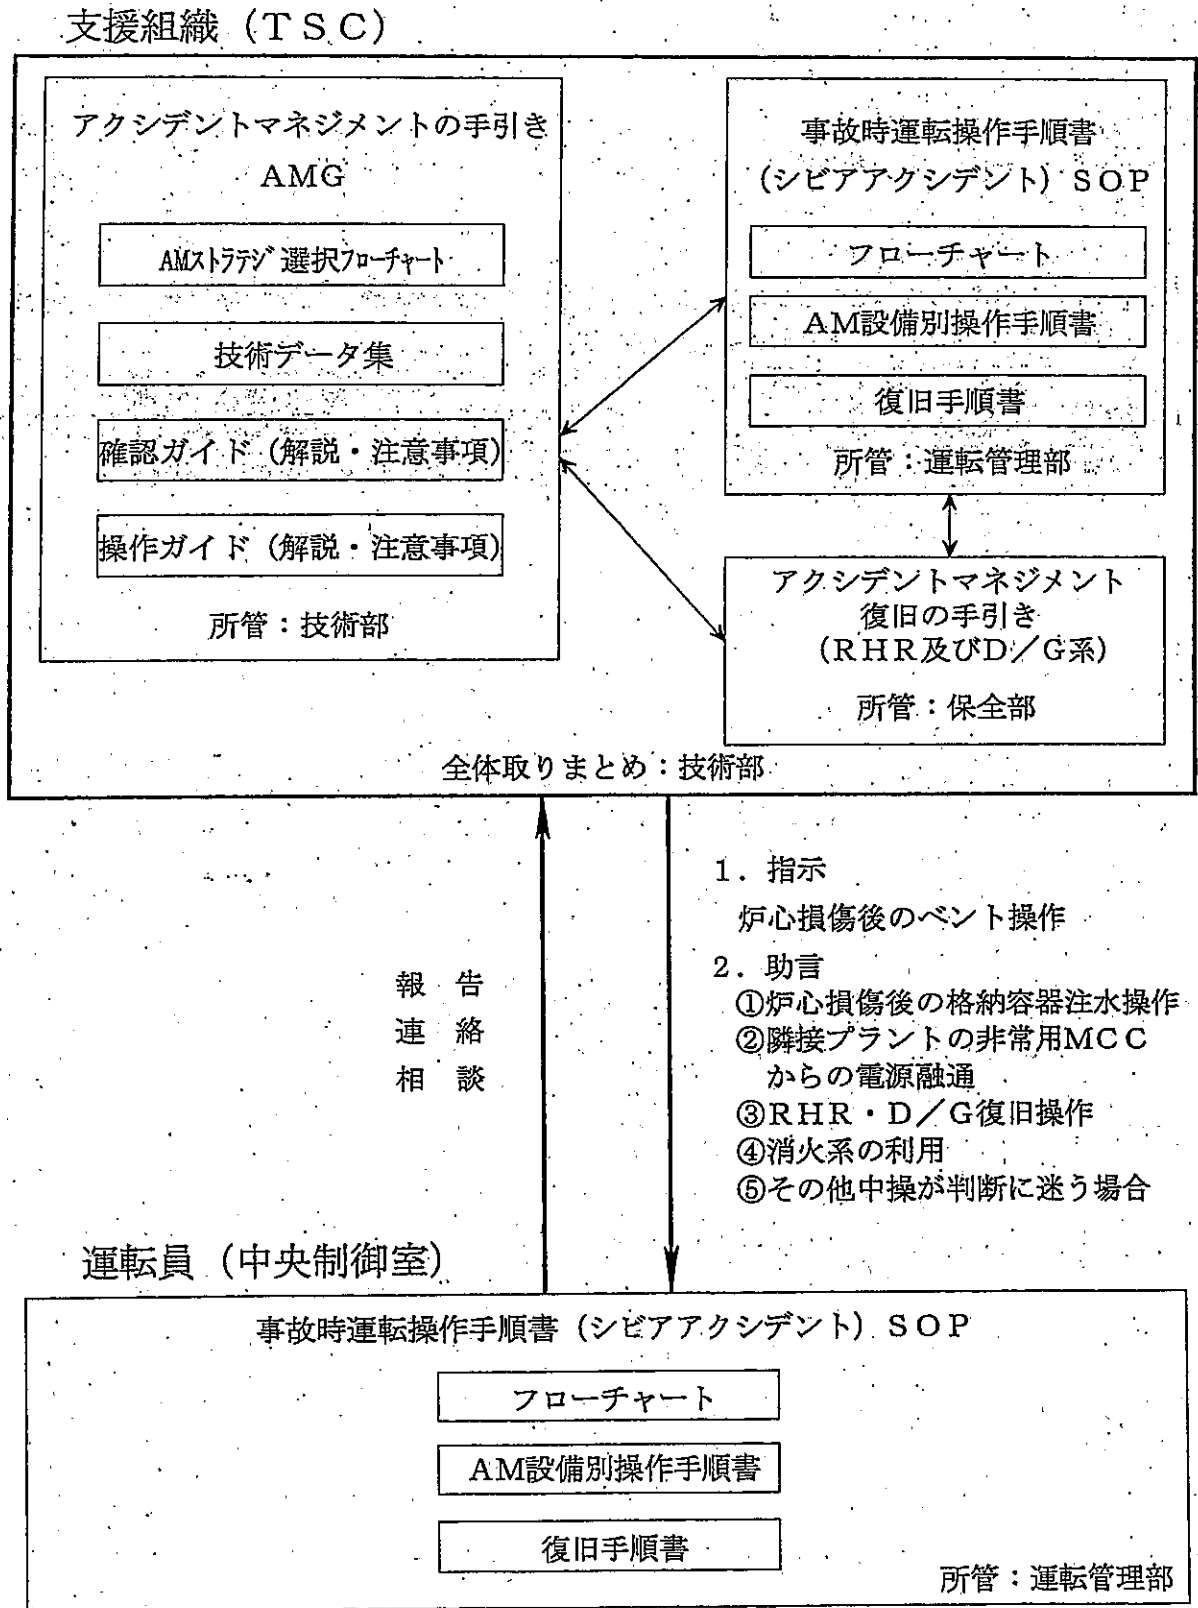 支援組織（TSC）
アクシデントマネジメントの手引き
AMG
AMストラテジ選択フローチャート
技術データ集
確認ガイド（解説・注意事項）
操作ガイド（解説・注意事項）
所管：技術部
事故時運転操作手順書
（シビアアクシデント）SOP
フローチャート
AM設備別操作手順書
復旧手順書
所管：運転管理部
アクシデントマネジメント
復旧の手引き
（RHR及びD／G系）
所管：保全部
全体取りまとめ：技術部
報　告
連　絡
相　談
1．指示
炉心損傷後のベント操作
2．助言
①炉心損傷後の格納容器注水操作
②隣接プラントの非常用MCC
からの電源融通
③RHR・D／G復旧操作
④消火系の利用
⑤その他中操が判断に迷う場合
運転員（中央制御室）
事故時運転操作手順書（シビアアクシデント）SOP
フローチャート
AM設備別操作手順書
復旧手順書
所管：運転管理部